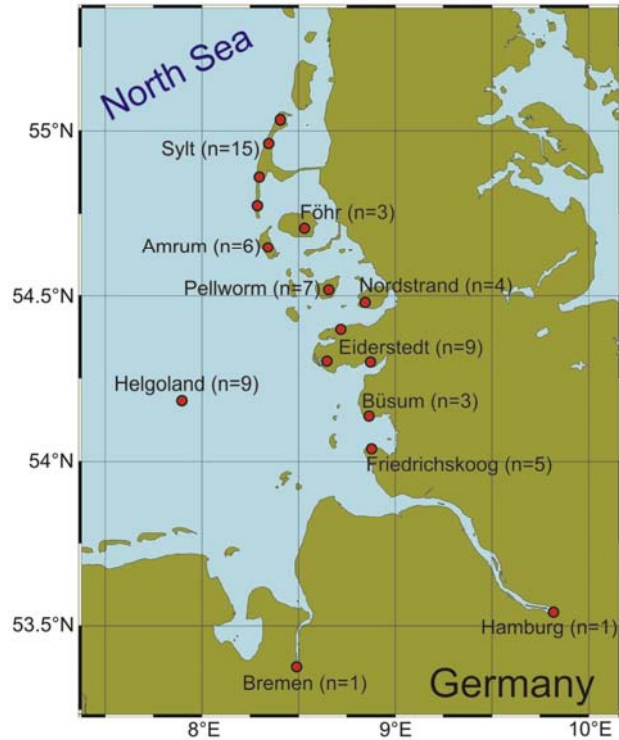 North Sea
55°N
Sylt (n=15)
Föhr (n=3)
Amrum (n=6)
Pellworm (n=7)
Nordstrand (n=4)
54.5°N
Eiderstedt (n=9)
Helgoland (n=9)
Büsum (n=3)
54°N
Friedrichskoog (n=5)
53.5°N
Hamburg (n=1)
Bremen (n=1)
Germany
8°E
9°E
10°E